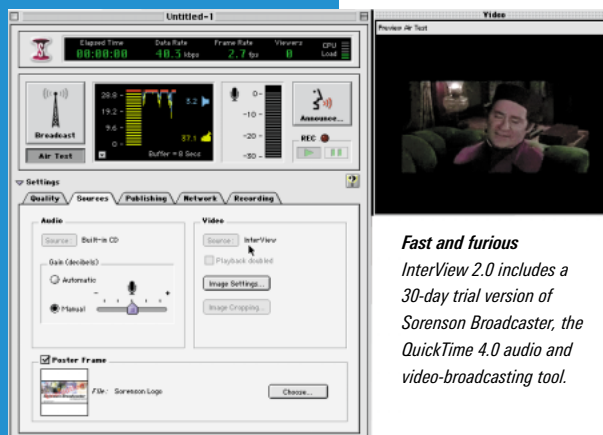 Untitled-1
Elapsed Time
00:00:00
Data Rate
40.3 kbps
Frame Rate
2.7 fps
Viewers
0
CPU
Load
Broadcast
Air Test
28.8 -
19.2 -
9.6 -
0 -
3.2
37.1
Buffer = 8 Secs
0-
-10 -
-20 -
-30 -
Announce...
REC
Settings
Quality
Sources
Publishing
Network
Recording
Audio
Source:
Built-in CD
Gain (decibels)
Automatic
Manual
-
+
Video
Source:
InterView
Playback doubled
Image Settings...
Image Cropping...
Poster Frame
File:
Sorenson Logo
Choose...
Video
Preview Air Test
Fast and furious
InterView 2.0 includes a
30-day trial version of
Sorenson Broadcaster, the
QuickTime 4.0 audio and
video-broadcasting tool.